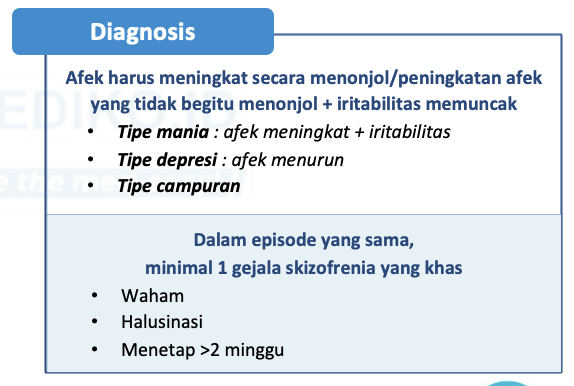 Diagnosis
Afek harus meningkat secara menonjol/peningkatan afek
yang tidak begitu menonjol + iritabilitas memuncak
• Tipe mania : afek meningkat + iritabilitas
• Tipe depresi : afek menurun
• Tipe campuran
Dalam episode yang sama,
minimal 1 gejala skizofrenia yang khas
• Waham
• Halusinasi
• Menetap >2 minggu